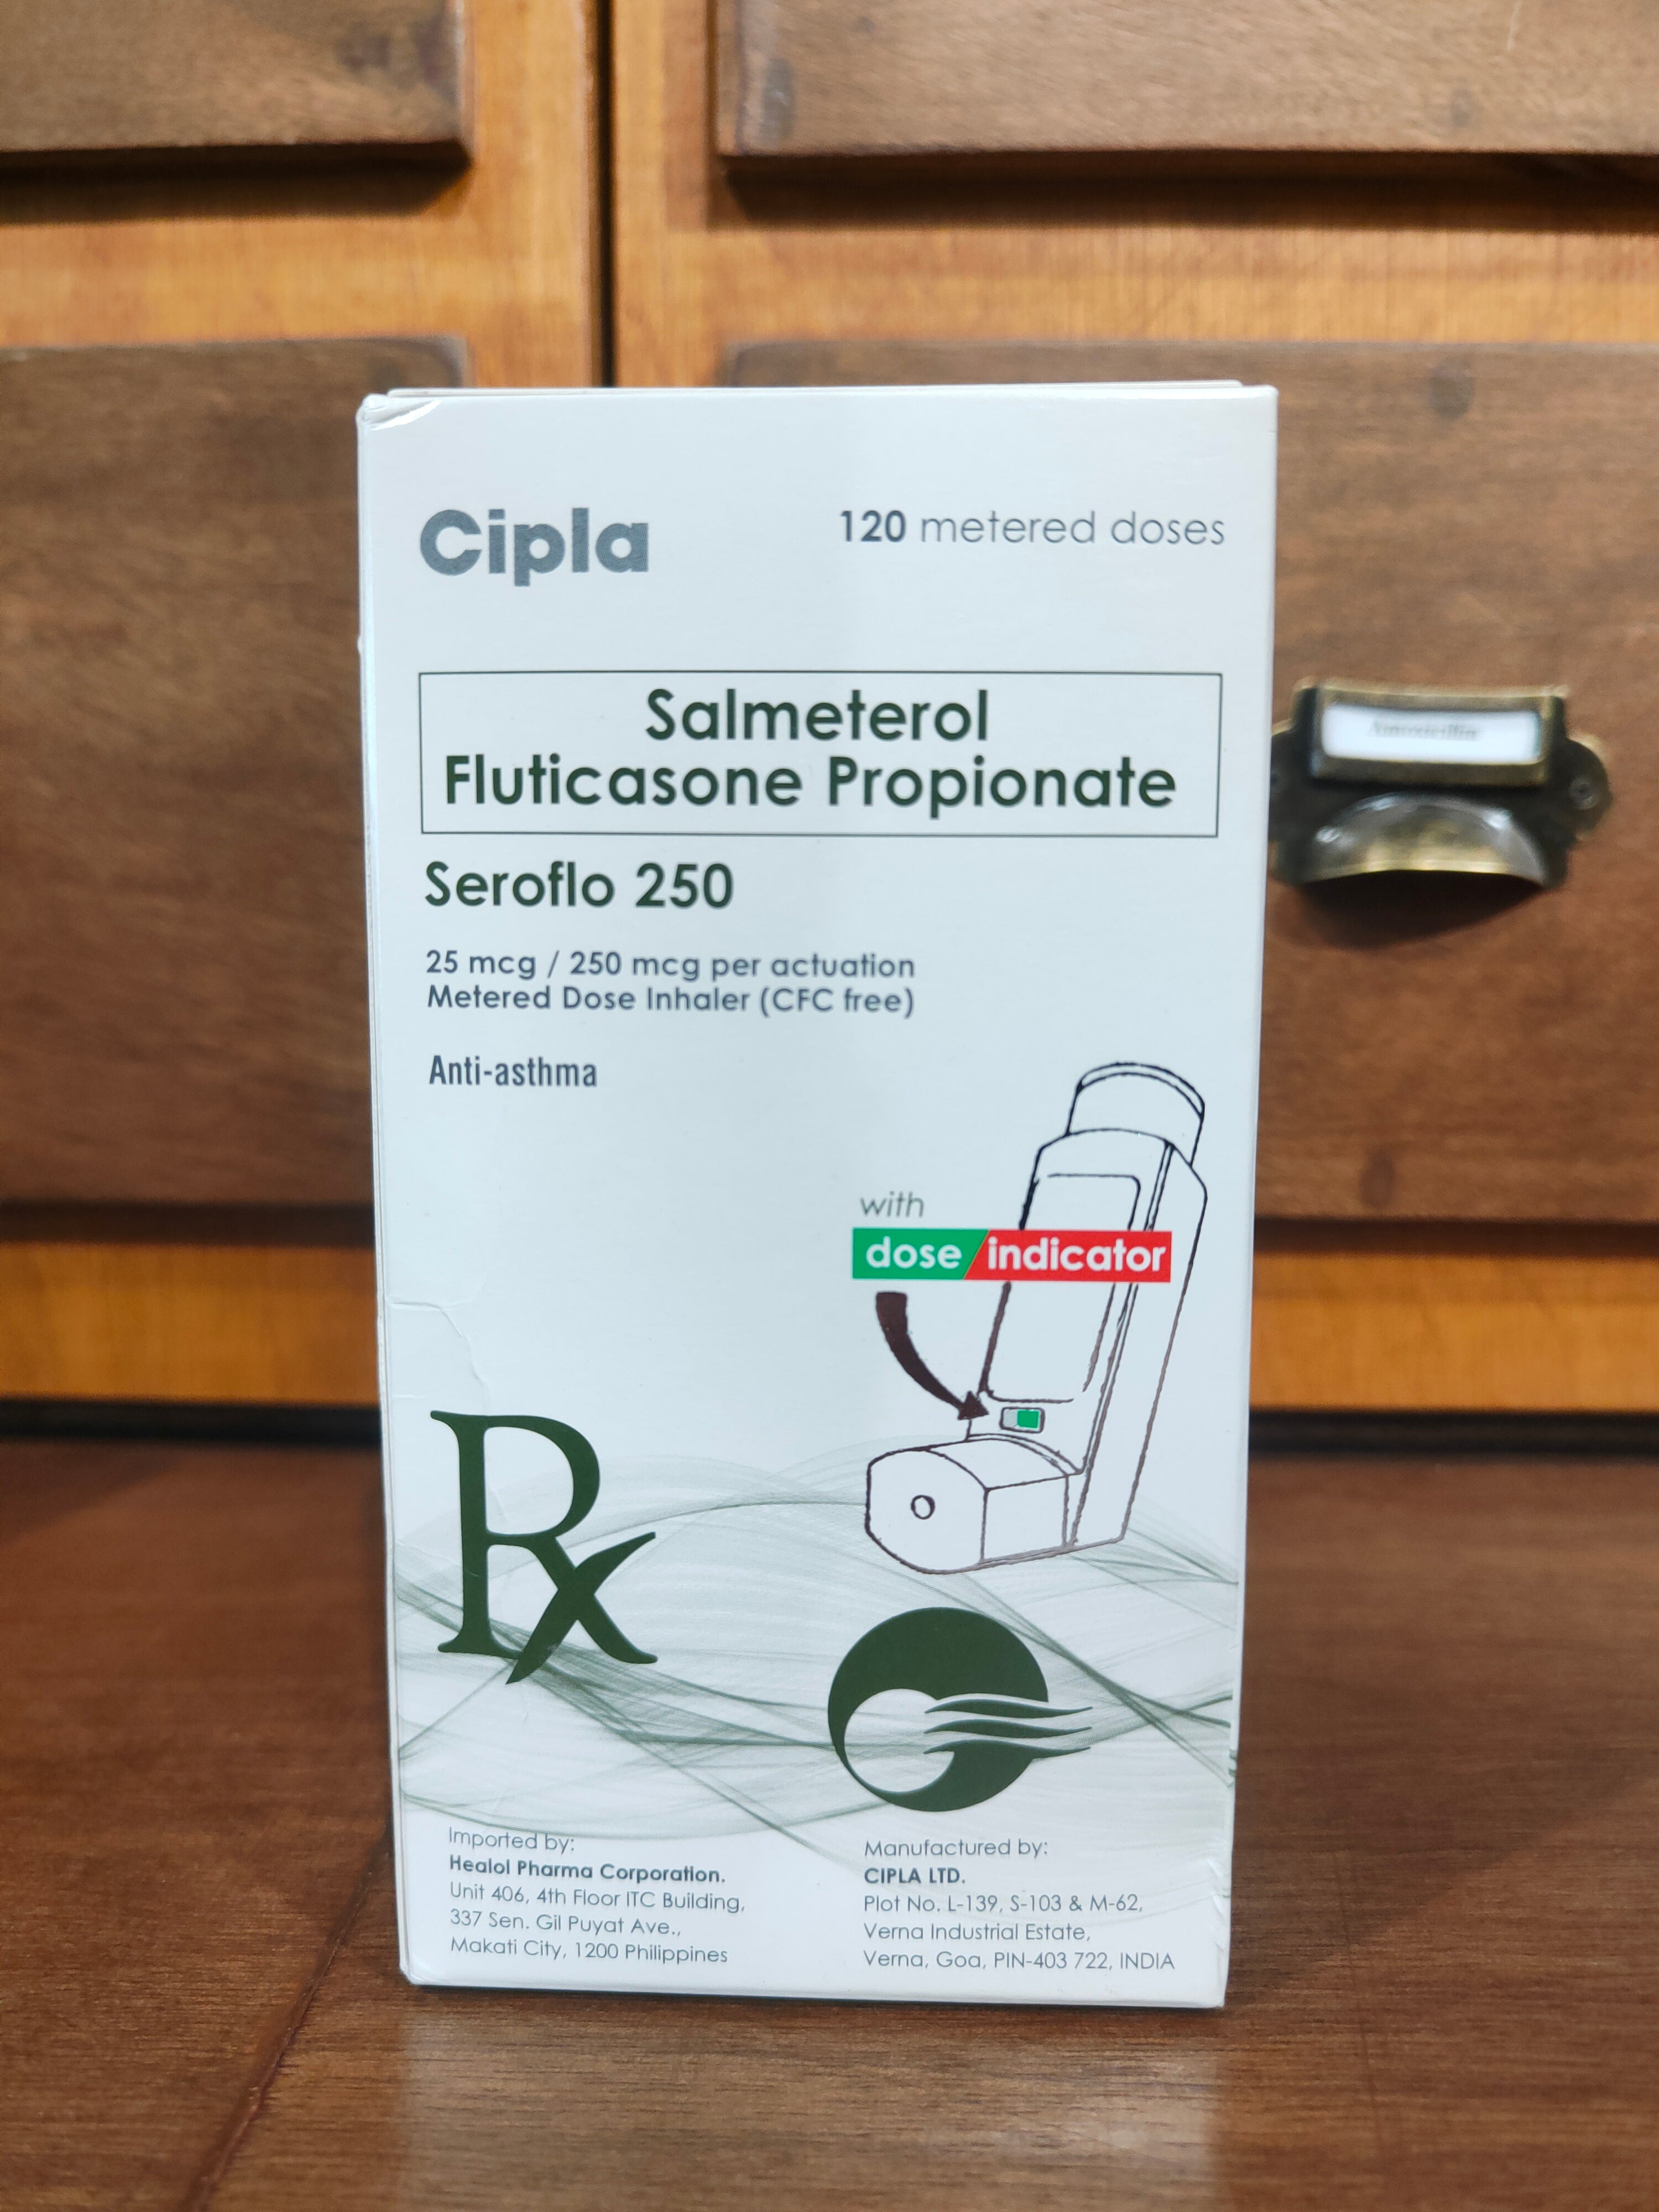 Cipla
120 metered doses
Salmeterol
Fluticasone Propionate
Seroflo 250
25 mcg / 250 mcg per actuation
Metered Dose Inhaler (CFC free)
Anti-asthma
with
dose indicator
Rx
Imported by:
Healol Pharma Corporation.
Unit 406, 4th Floor ITC Building,
337 Sen. Gil Puyat Ave.,
Makati City, 1200 Philippines
Manufactured by:
CIPLA LTD.
Plot No. L-139, S-103 & M-62,
Verna Industrial Estate,
Verna, Goa, PIN-403 722, INDIA